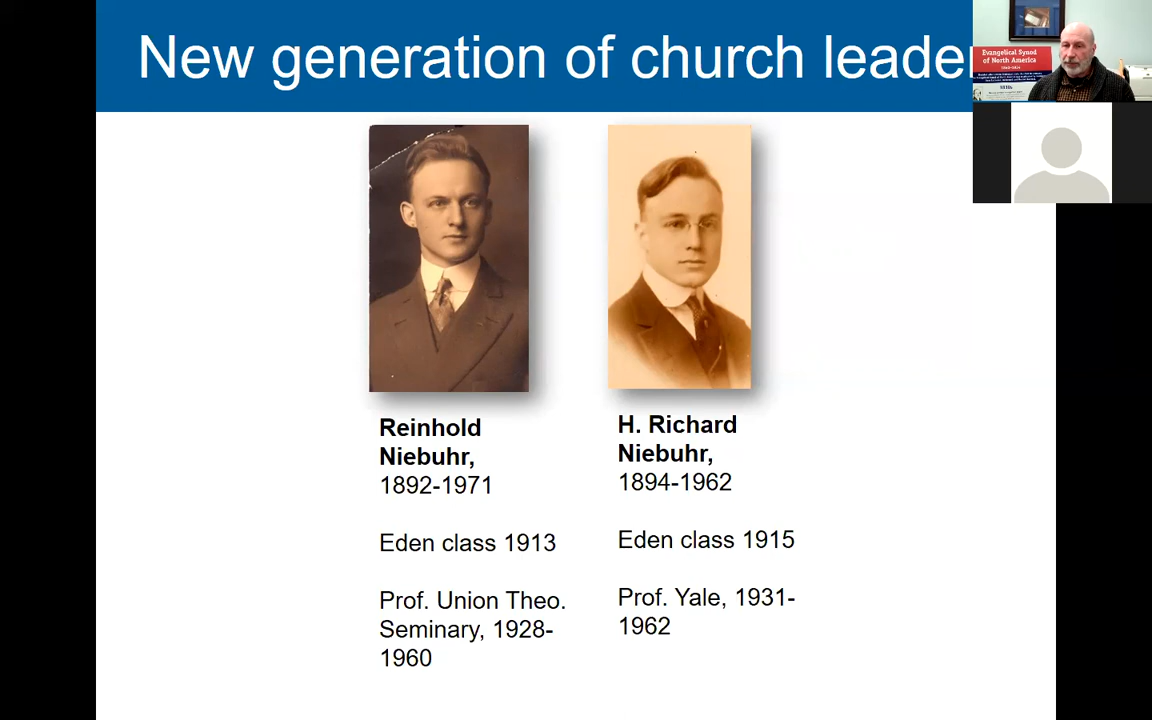 New generation of church leade
Evangelical Synod
of North America
Reinhold
Niebuhr,
1892-1971
Eden class 1913
Prof. Union Theo.
Seminary, 1928-
1960
H. Richard
Niebuhr,
1894-1962
Eden class 1915
Prof. Yale, 1931-
1962